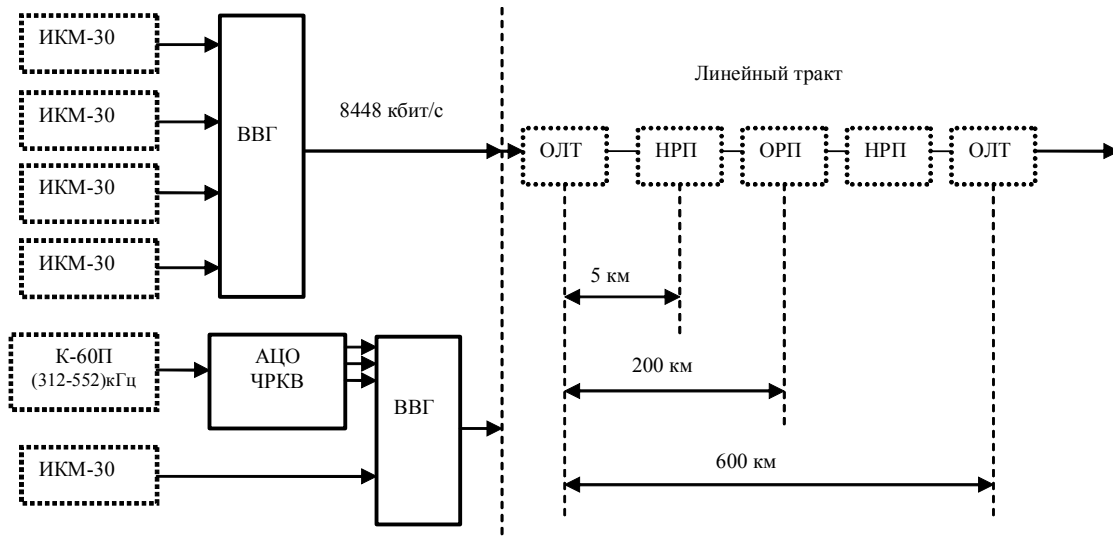 ИКМ-30
ИКМ-30
ИКМ-30
ИКМ-30
ВВГ
8448 кбит/с
Линейный тракт
ОЛТ
НРП
ОРП
НРП
ОЛТ
5 км
200 км
600 км
К-60П
(312-552)кГц
АЦО
ЧРКВ
ВВГ
ИКМ-30